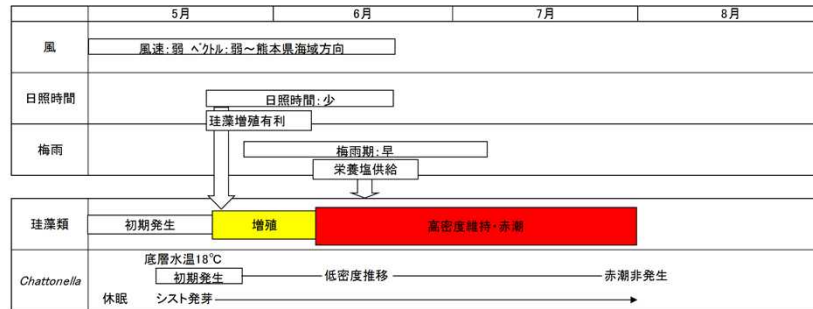 5月 6月 7月 8月
風 風速:弱 ベクトル:弱~熊本県海域方向
日照時間 日照時間:少
珪藻増殖有利
梅雨 梅雨期:早
栄養塩供給
珪藻類 初期発生 増殖 高密度維持・赤潮
底層水温18℃
Chattonella 初期発生 低密度推移 赤潮非発生
休眠 シスト発芽